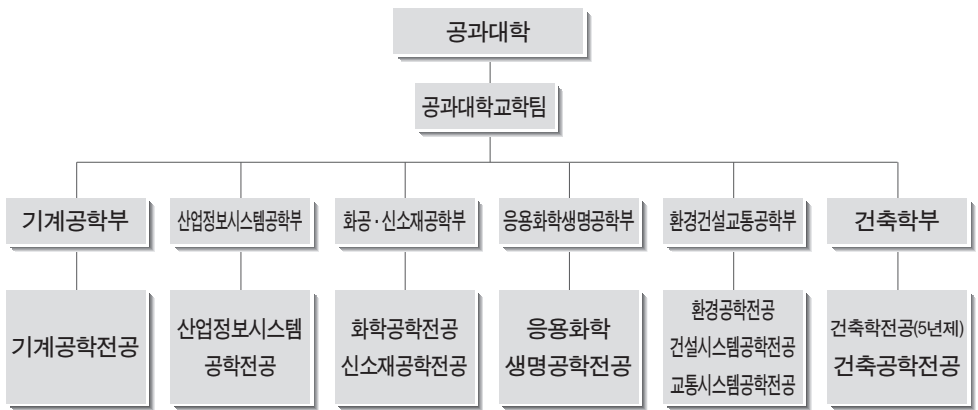 공과대학
공과대학교학팀
기계공학부
산업정보시스템공학부
화공·신소재공학부
응용화학생명공학부
환경건설교통공학부
건축학부
기계공학전공
산업정보시스템
공학전공
화학공학전공
신소재공학전공
응용화학
생명공학전공
환경공학전공
건설시스템공학전공
교통시스템공학전공
건축학전공(5년제)
건축공학전공